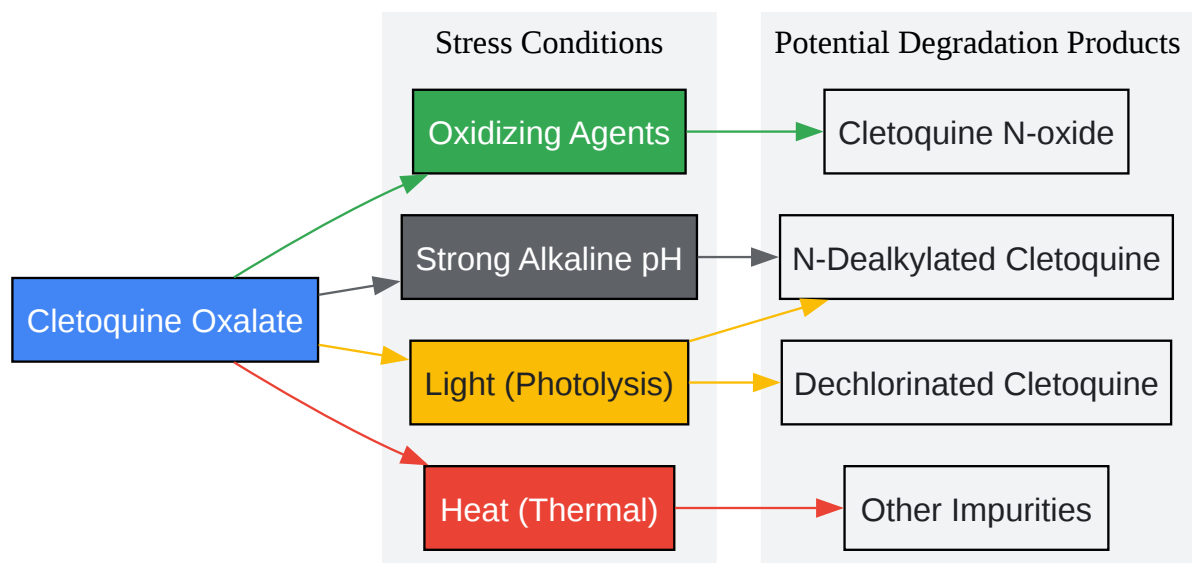 Stress Conditions
Potential Degradation Products
Oxidizing Agents
Cletoquine N-oxide
Strong Alkaline pH
N-Dealkylated Cletoquine
Cletoquine Oxalate
Light (Photolysis)
Dechlorinated Cletoquine
Heat (Thermal)
Other Impurities